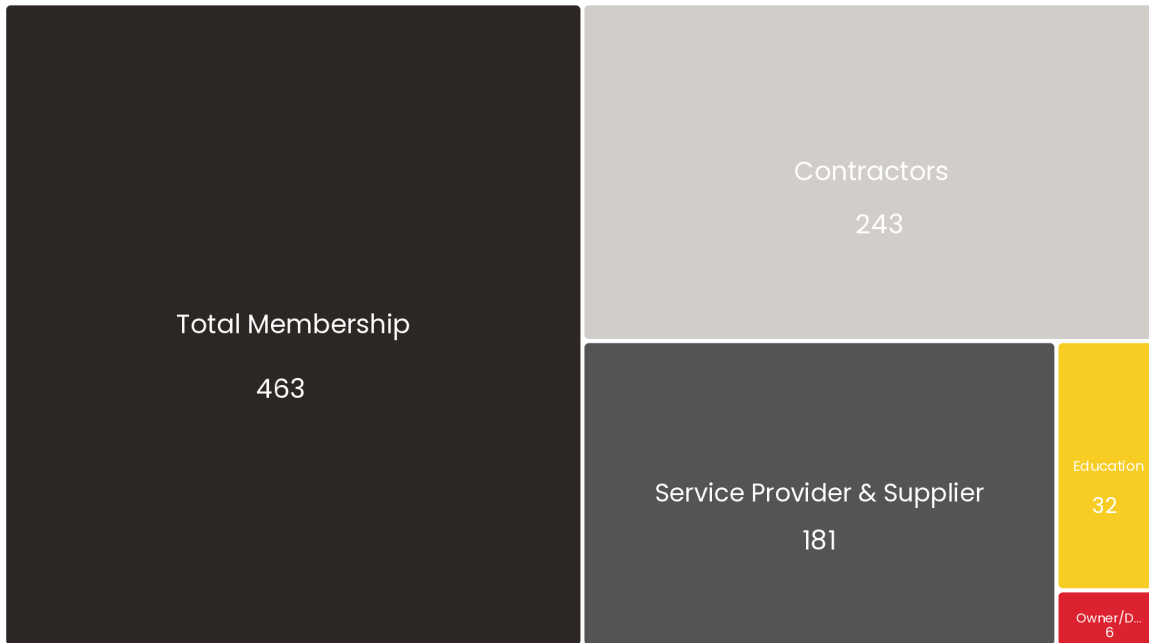 Total Membership
463
Contractors
243
Service Provider & Supplier
181
Education
32
Owner/D...
6